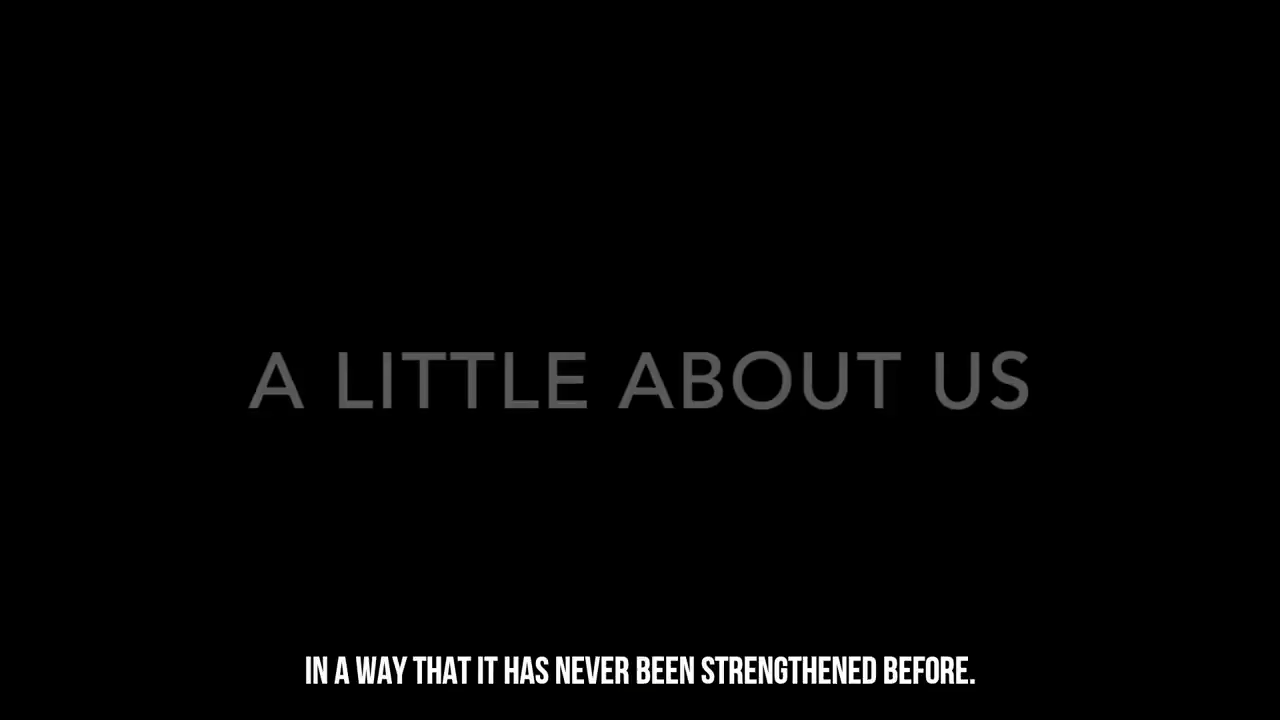 A LITTLE ABOUT US
IN A WAY THAT IT HAS NEVER BEEN STRENGTHENED BEFORE.